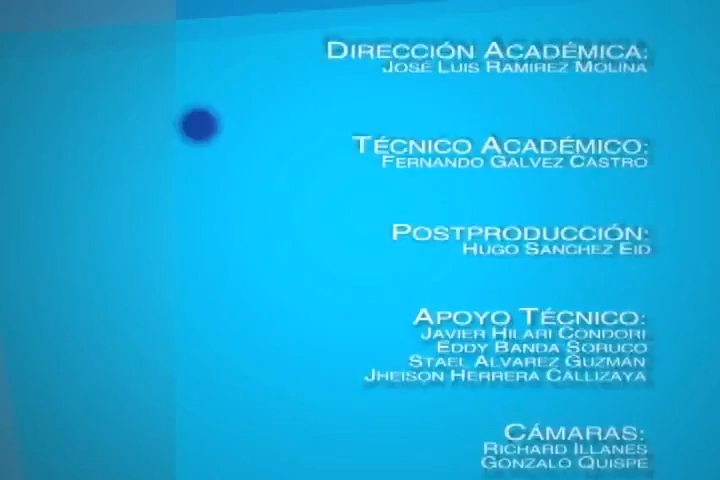 DIRECCIÓN ACADÉMICA:
JOSÉ LUIS RAMIREZ MOLINA
TÉCNICO ACADÉMICO:
FERNANDO GALVEZ CASTRO
POSTPRODUCCIÓN:
HUGO SANCHEZ EID
APOYO TÉCNICO:
JAVIER HILARI CONDORI
EDDY BANDA SORUCO
STAEL ALVAREZ GUZMÁN
JHEISON HERRERA CALLIZAYA
CÁMARAS:
RICHARD ILLANES
GONZALO QUISPE